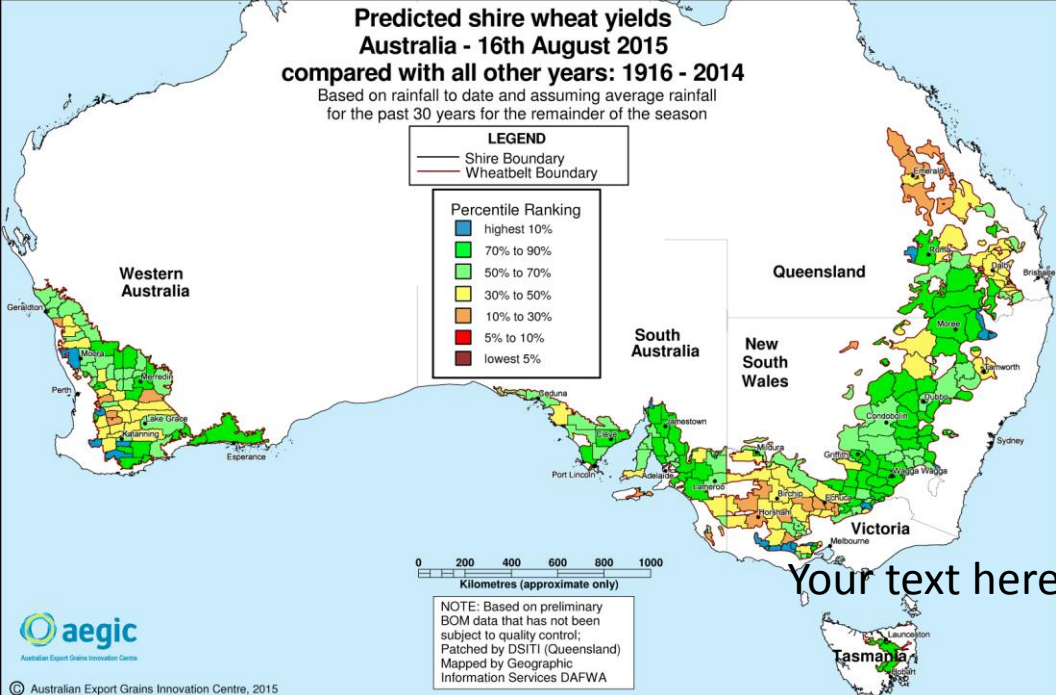 Predicted shire wheat yields
Australia - 16th August 2015
compared with all other years: 1916 - 2014
Based on rainfall to date and assuming average rainfall
for the past 30 years for the remainder of the season
LEGEND
Shire Boundary
Wheatbelt Boundary
Percentile Ranking
highest 10%
70% to 90%
50% to 70%
30% to 50%
10% to 30%
5% to 10%
lowest 5%
Western
Australia
Geraldton
Moora
Perth
Merredin
Lake Grace
Katanning
Esperance
South
Australia
Ceduna
Cleve
Port Lincoln
Jamestown
Adelaide
Lameroo
Queensland
Emerald
Roma
Dalby
Brisbane
New
South
Wales
Moree
Tamworth
Dubbo
Condobolin
Sydney
Griffith
Wagga Wagga
Mildura
Birchip
Echuca
Horsham
Victoria
Melbourne
Your text here
Launceston
Tasmania
Hobart
0 200 400 600 800 1000
Kilometres (approximate only)
NOTE: Based on preliminary
BOM data that has not been
subject to quality control;
Patched by DSITI (Queensland)
Mapped by Geographic
Information Services DAFWA
aegic
Australian Export Grains Innovation Centre
© Australian Export Grains Innovation Centre, 2015